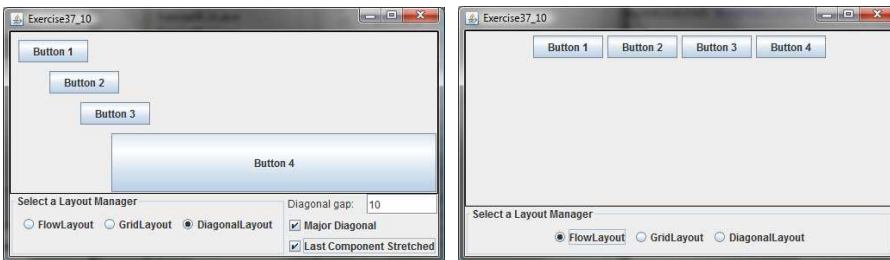 Exercise37_10
Button 1
Button 2
Button 3
Button 4
Select a Layout Manager
FlowLayout GridLayout DiagonalLayout
Diagonal gap: 10
Major Diagonal
Last Component Stretched
Exercise37_10
Button 1 Button 2 Button 3 Button 4
Select a Layout Manager
FlowLayout GridLayout DiagonalLayout